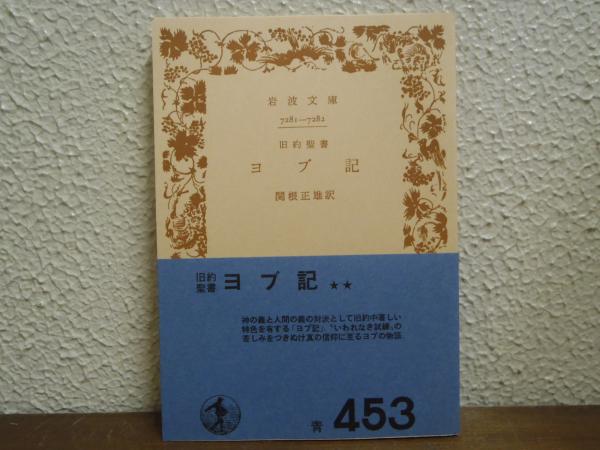 岩波文庫
7281—7282
旧約聖書
ヨブ記
関根正雄訳
旧約聖書 ヨブ記 ★★
神の義と人間の義の対決として旧約中著しい
特色を有する「ヨブ記」。"いわれなき試練"の
苦しみをつきぬけ真の信仰に至るヨブの物語.
青 453